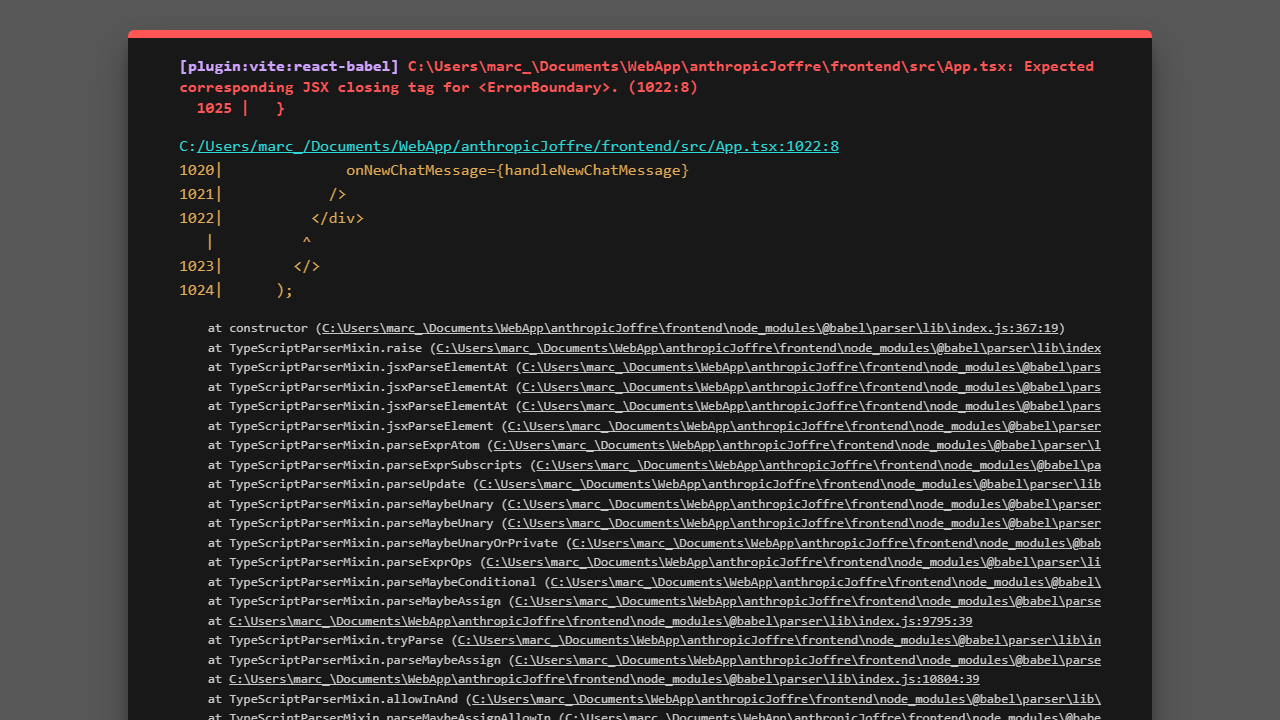 [plugin:vite:react-babel] C:\Users\marc_\Documents\WebApp\anthropicJoffre\frontend\src\App.tsx: Expected
corresponding JSX closing tag for <ErrorBoundary>. (1022:8)
  1025 |   }
C:/Users/marc_/Documents/WebApp/anthropicJoffre/frontend/src/App.tsx:1022:8
1020|              onNewChatMessage={handleNewChatMessage}
1021|            />
1022|          </div>
   |          ^
1023|        </>
1024|      );
at constructor (C:\Users\marc_\Documents\WebApp\anthropicJoffre\frontend\node_modules\@babel\parser\lib\index.js:367:19)
at TypeScriptParserMixin.raise (C:\Users\marc_\Documents\WebApp\anthropicJoffre\frontend\node_modules\@babel\parser\lib\index
at TypeScriptParserMixin.jsxParseElementAt (C:\Users\marc_\Documents\WebApp\anthropicJoffre\frontend\node_modules\@babel\pars
at TypeScriptParserMixin.jsxParseElementAt (C:\Users\marc_\Documents\WebApp\anthropicJoffre\frontend\node_modules\@babel\pars
at TypeScriptParserMixin.jsxParseElementAt (C:\Users\marc_\Documents\WebApp\anthropicJoffre\frontend\node_modules\@babel\pars
at TypeScriptParserMixin.jsxParseElement (C:\Users\marc_\Documents\WebApp\anthropicJoffre\frontend\node_modules\@babel\parser
at TypeScriptParserMixin.parseExprAtom (C:\Users\marc_\Documents\WebApp\anthropicJoffre\frontend\node_modules\@babel\parser\l
at TypeScriptParserMixin.parseExprSubscripts (C:\Users\marc_\Documents\WebApp\anthropicJoffre\frontend\node_modules\@babel\pa
at TypeScriptParserMixin.parseUpdate (C:\Users\marc_\Documents\WebApp\anthropicJoffre\frontend\node_modules\@babel\parser\lib
at TypeScriptParserMixin.parseMaybeUnary (C:\Users\marc_\Documents\WebApp\anthropicJoffre\frontend\node_modules\@babel\parser
at TypeScriptParserMixin.parseMaybeUnary (C:\Users\marc_\Documents\WebApp\anthropicJoffre\frontend\node_modules\@babel\parser
at TypeScriptParserMixin.parseMaybeUnaryOrPrivate (C:\Users\marc_\Documents\WebApp\anthropicJoffre\frontend\node_modules\@bab
at TypeScriptParserMixin.parseExprOps (C:\Users\marc_\Documents\WebApp\anthropicJoffre\frontend\node_modules\@babel\parser\li
at TypeScriptParserMixin.parseMaybeConditional (C:\Users\marc_\Documents\WebApp\anthropicJoffre\frontend\node_modules\@babel\
at TypeScriptParserMixin.parseMaybeAssign (C:\Users\marc_\Documents\WebApp\anthropicJoffre\frontend\node_modules\@babel\parse
at C:\Users\marc_\Documents\WebApp\anthropicJoffre\frontend\node_modules\@babel\parser\lib\index.js:9795:39
at TypeScriptParserMixin.tryParse (C:\Users\marc_\Documents\WebApp\anthropicJoffre\frontend\node_modules\@babel\parser\lib\in
at TypeScriptParserMixin.parseMaybeAssign (C:\Users\marc_\Documents\WebApp\anthropicJoffre\frontend\node_modules\@babel\parse
at C:\Users\marc_\Documents\WebApp\anthropicJoffre\frontend\node_modules\@babel\parser\lib\index.js:10804:39
at TypeScriptParserMixin.allowInAnd (C:\Users\marc_\Documents\WebApp\anthropicJoffre\frontend\node_modules\@babel\parser\lib\
at TypeScriptParserMixin.parseMaybeAssignAllowIn (C:\Users\marc_\Documents\WebApp\anthropicJoffre\frontend\node_modules\@babe